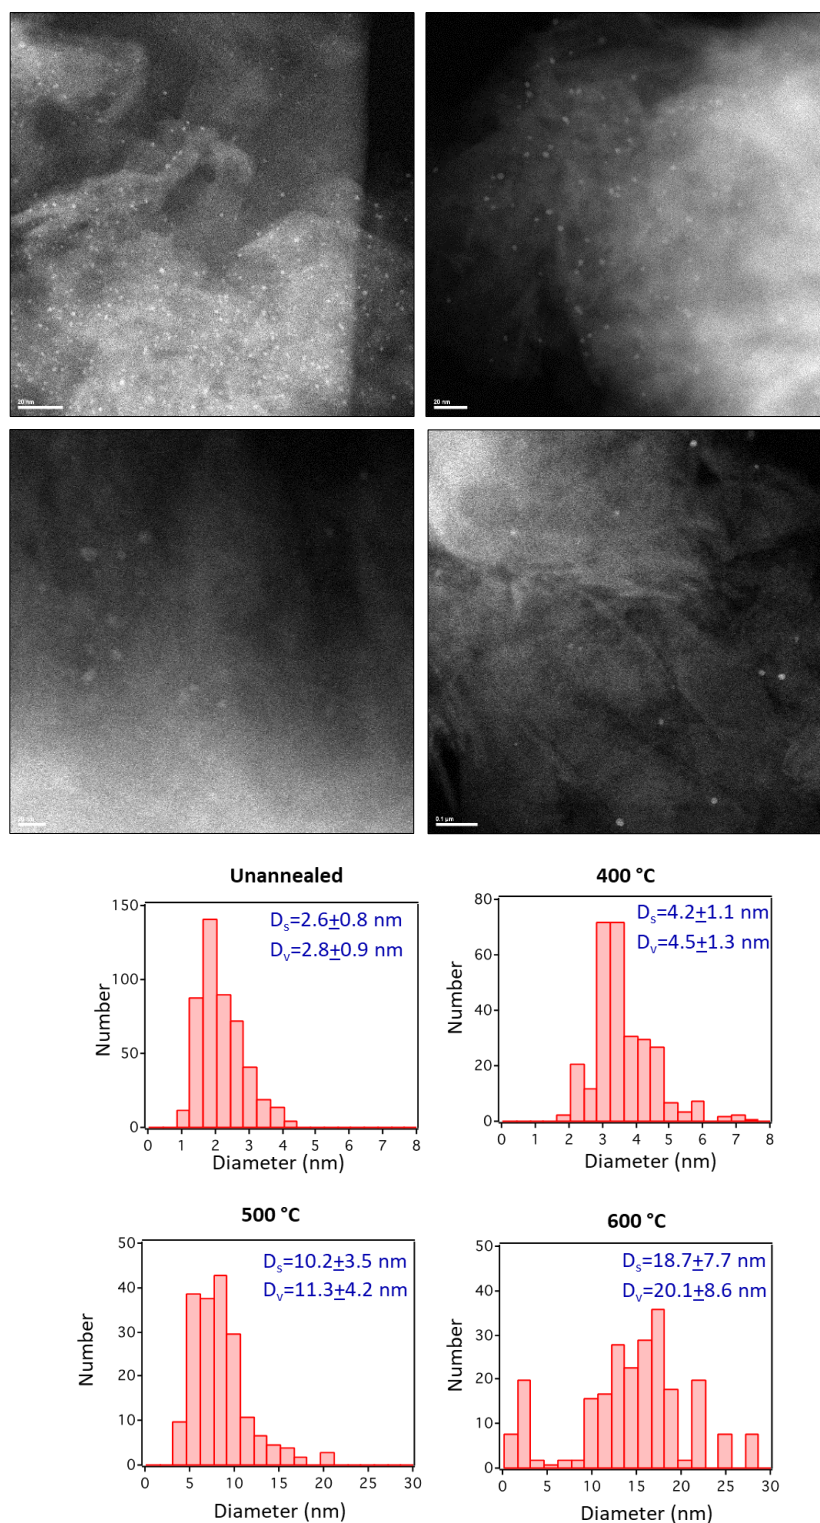 20 nm
20 nm
0.1 µm
Unannealed
Ds=2.6±0.8 nm
Dv=2.8±0.9 nm
150
100
50
0
Number
0 1 2 3 4 5 6 7 8
Diameter (nm)
400 °C
Ds=4.2±1.1 nm
Dv=4.5±1.3 nm
80
60
40
20
0
Number
0 1 2 3 4 5 6 7 8
Diameter (nm)
500 °C
Ds=10.2±3.5 nm
Dv=11.3±4.2 nm
50
40
30
20
10
0
Number
0 5 10 15 20 25 30
Diameter (nm)
600 °C
Ds=18.7±7.7 nm
Dv=20.1±8.6 nm
50
40
30
20
10
0
Number
0 5 10 15 20 25 30
Diameter (nm)